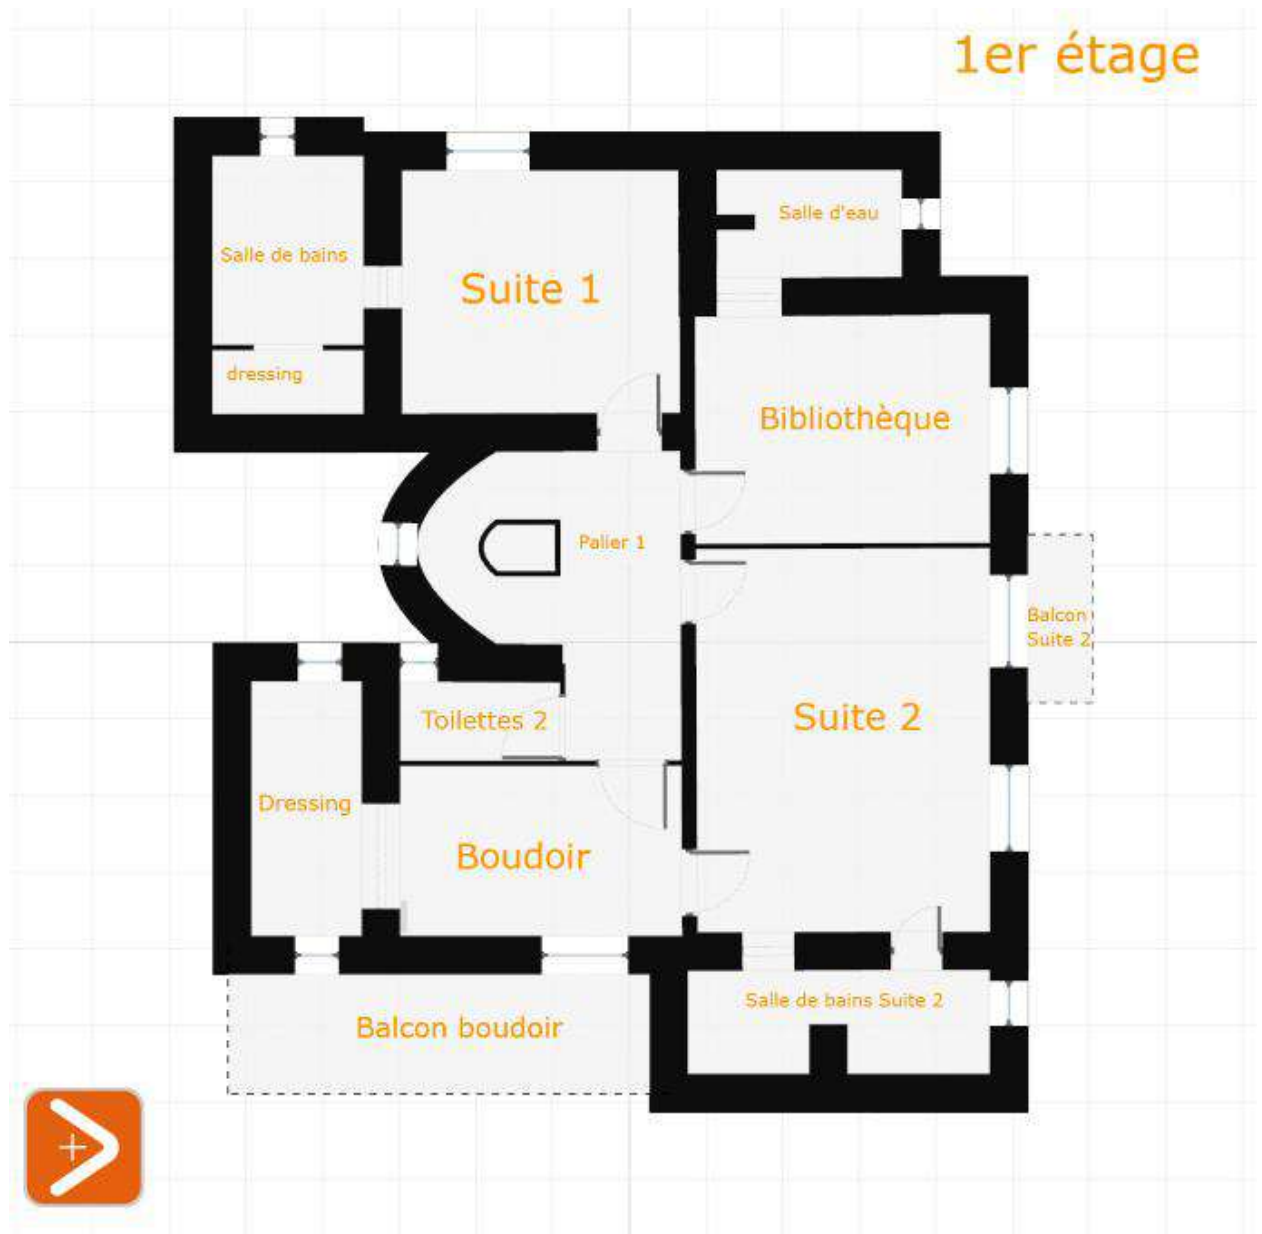 1er étage
Salle d'eau
Salle de bains
Suite 1
dressing
Bibliothèque
Palier 1
Balcon
Suite 2
Toilettes 2
Suite 2
Dressing
Boudoir
Salle de bains Suite 2
Balcon boudoir